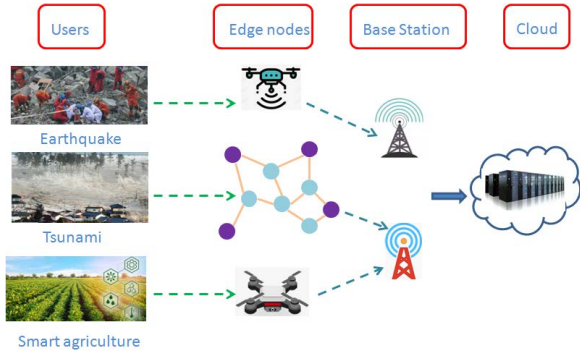 Users
Edge nodes
Base Station
Cloud
Earthquake
Tsunami
Smart agriculture